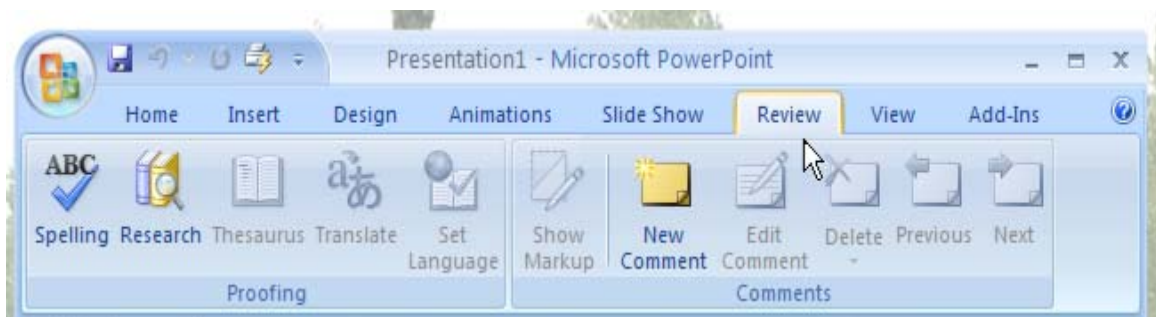 Presentation1 - Microsoft PowerPoint
Home Insert Design Animations Slide Show Review View Add-Ins
ABC
a あ
Spelling Research Thesaurus Translate Set Language Show Markup New Comment Edit Comment Delete Previous Next
Proofing Comments